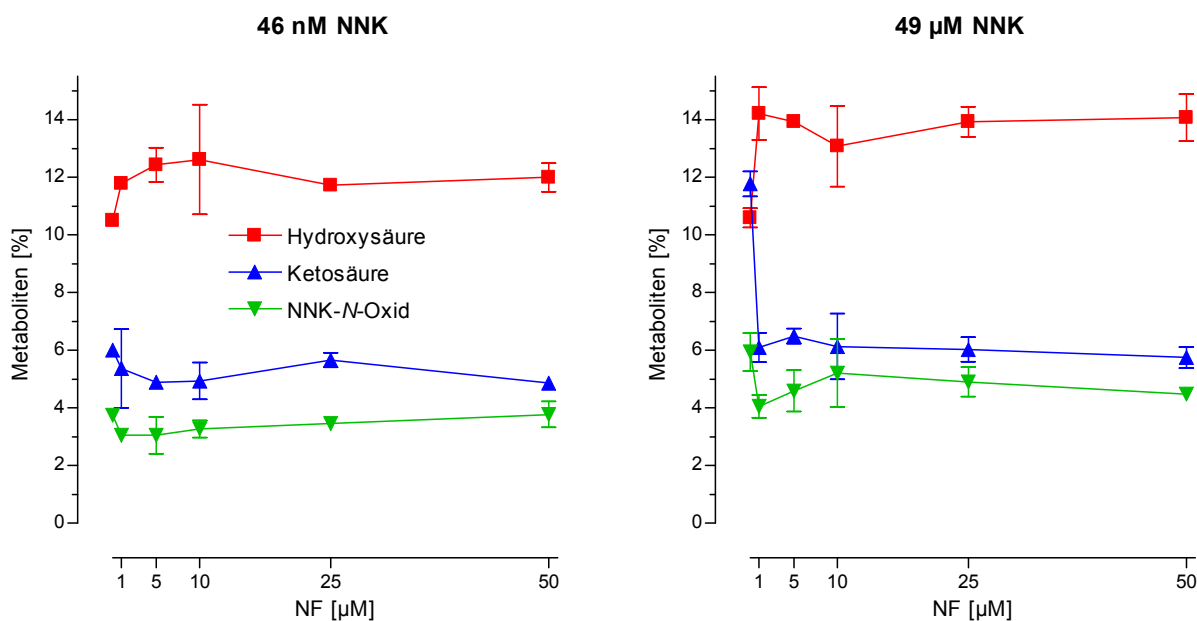 46 nM NNK
Metaboliten [%]
14
12
10
8
6
4
2
0
Hydroxysäure
Ketosäure
NNK-N-Oxid
1 5 10 25 50
NF [µM]
49 µM NNK
Metaboliten [%]
14
12
10
8
6
4
2
0
1 5 10 25 50
NF [µM]